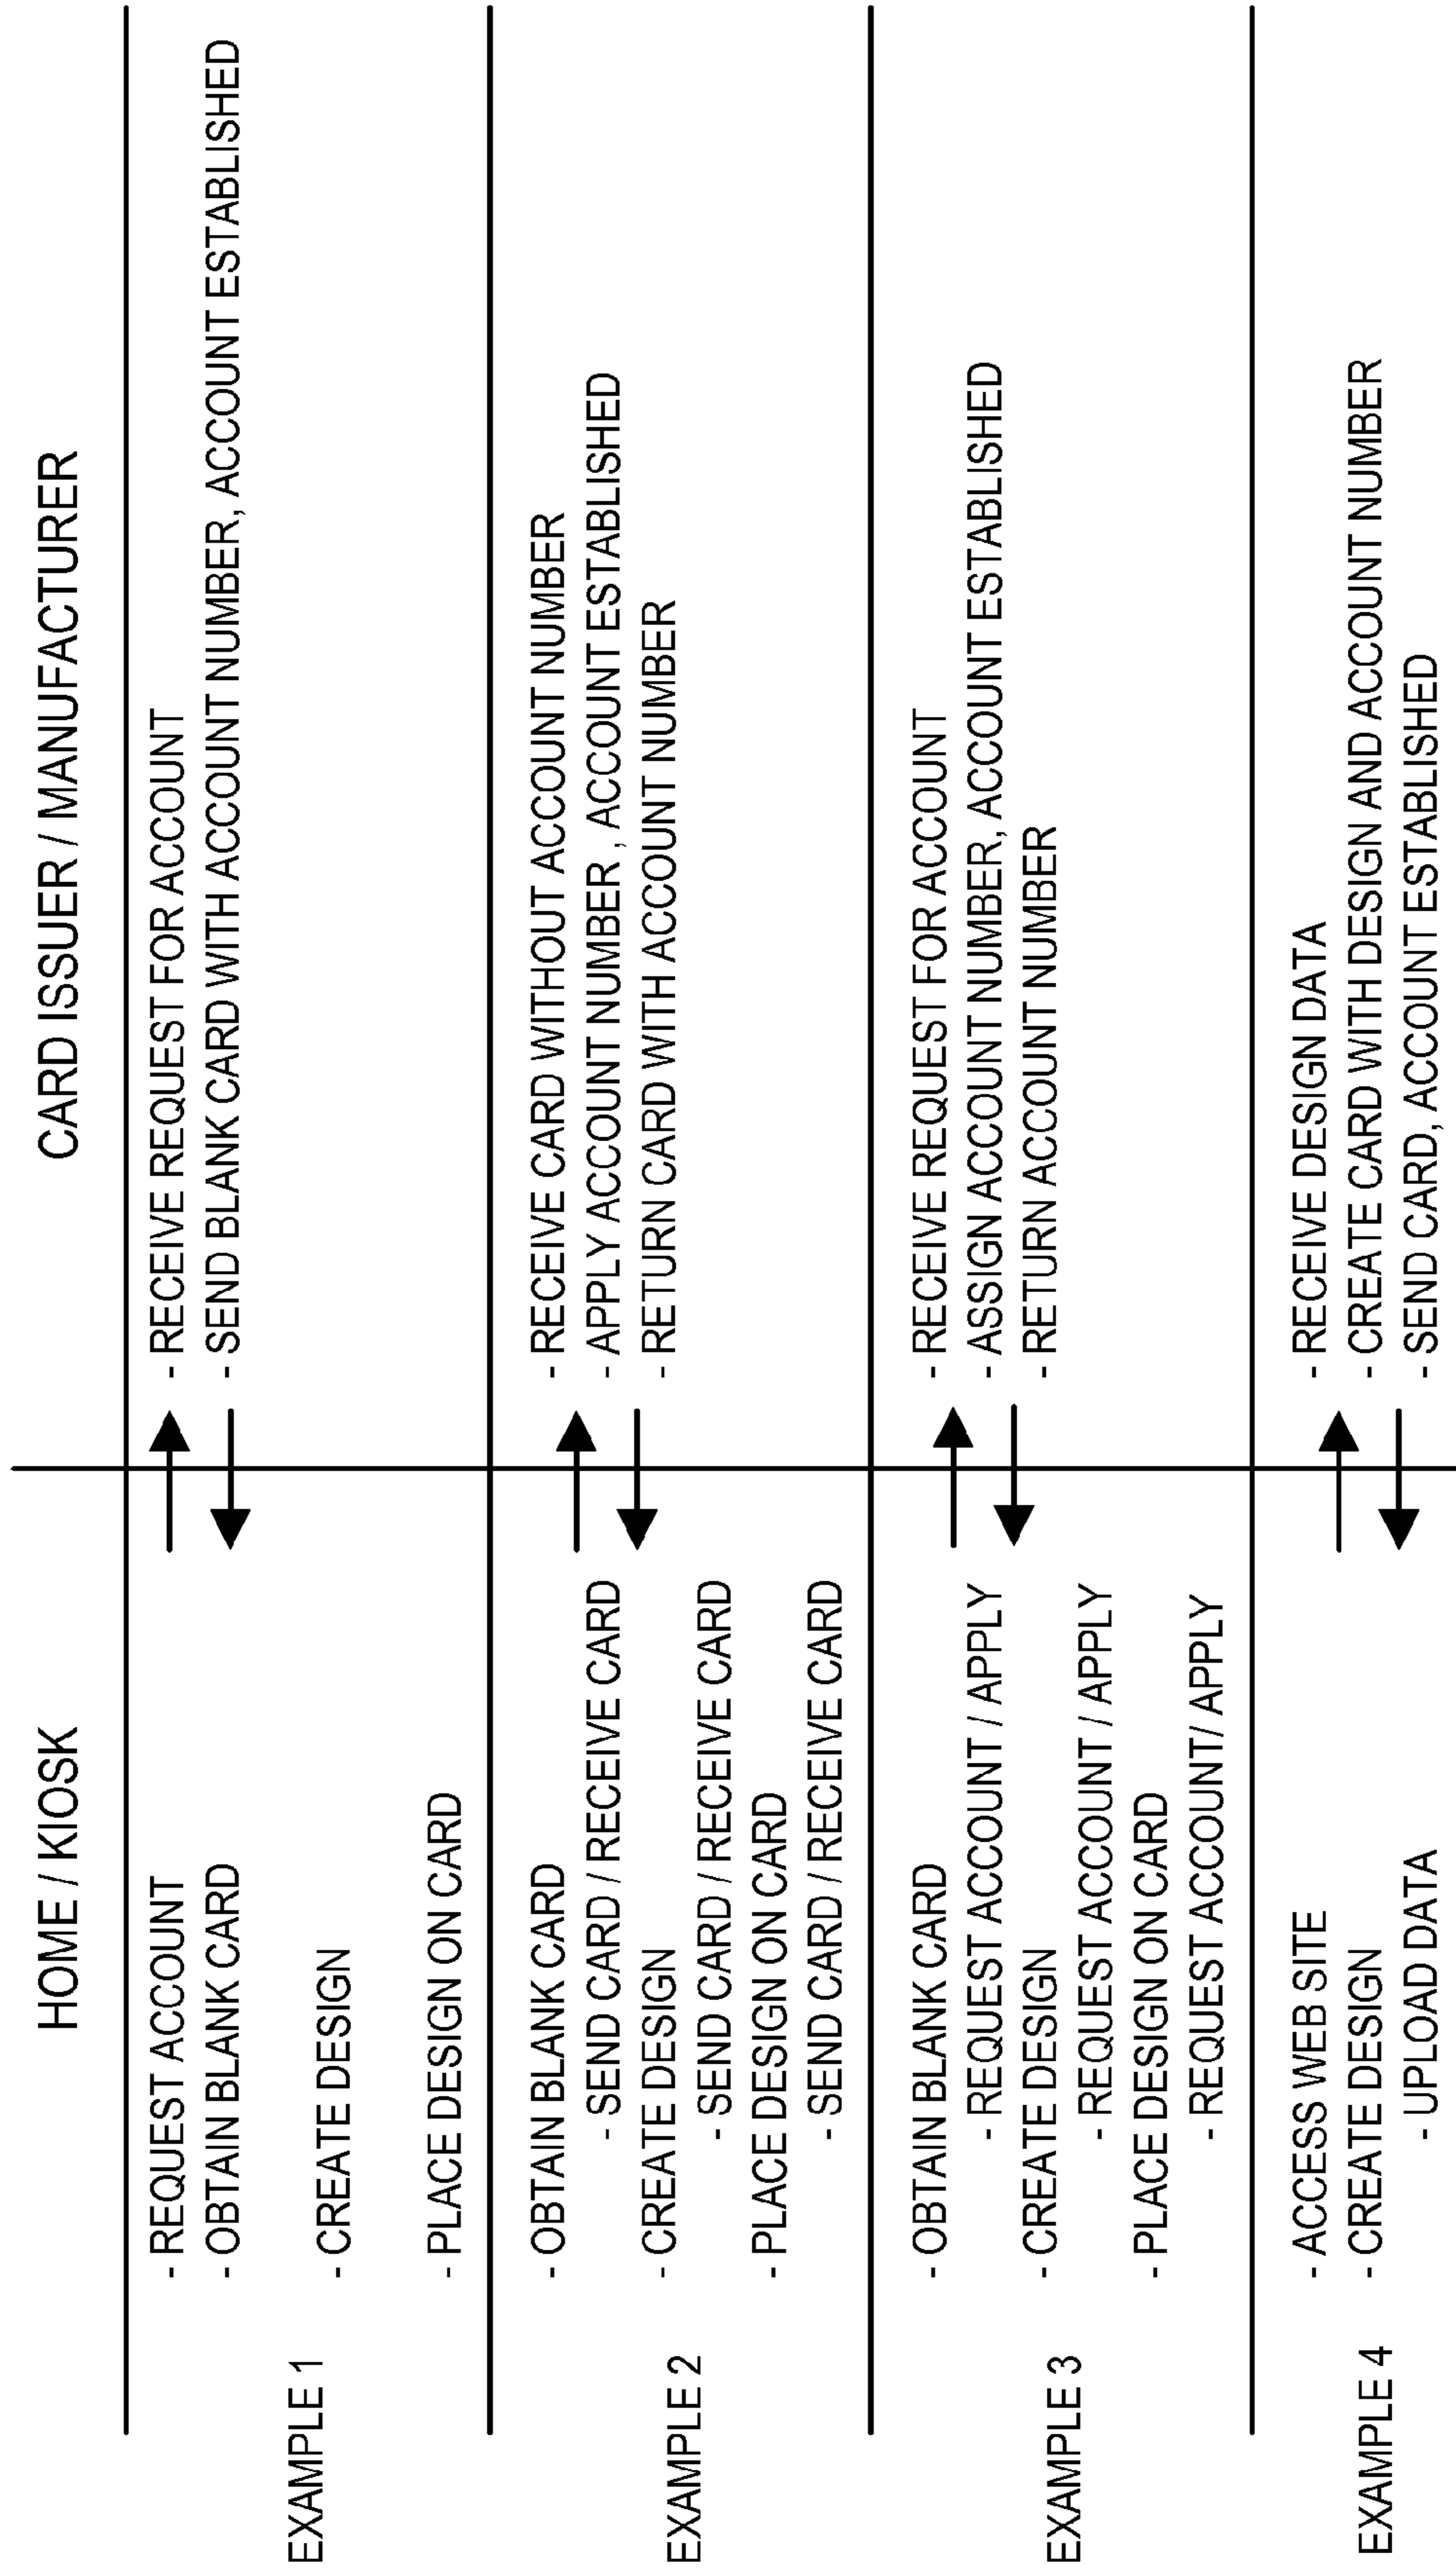 HOME / KIOSK
CARD ISSUER / MANUFACTURER
EXAMPLE 1
- REQUEST ACCOUNT
- OBTAIN BLANK CARD
- CREATE DESIGN
- PLACE DESIGN ON CARD
- RECEIVE REQUEST FOR ACCOUNT
- SEND BLANK CARD WITH ACCOUNT NUMBER, ACCOUNT ESTABLISHED
EXAMPLE 2
- OBTAIN BLANK CARD
- SEND CARD / RECEIVE CARD
- CREATE DESIGN
- SEND CARD / RECEIVE CARD
- PLACE DESIGN ON CARD
- SEND CARD / RECEIVE CARD
- RECEIVE CARD WITHOUT ACCOUNT NUMBER
- APPLY ACCOUNT NUMBER , ACCOUNT ESTABLISHED
- RETURN CARD WITH ACCOUNT NUMBER
EXAMPLE 3
- OBTAIN BLANK CARD
- REQUEST ACCOUNT / APPLY
- CREATE DESIGN
- REQUEST ACCOUNT / APPLY
- PLACE DESIGN ON CARD
- REQUEST ACCOUNT/ APPLY
- RECEIVE REQUEST FOR ACCOUNT
- ASSIGN ACCOUNT NUMBER, ACCOUNT ESTABLISHED
- RETURN ACCOUNT NUMBER
EXAMPLE 4
- ACCESS WEB SITE
- CREATE DESIGN
- UPLOAD DATA
- RECEIVE DESIGN DATA
- CREATE CARD WITH DESIGN AND ACCOUNT NUMBER
- SEND CARD, ACCOUNT ESTABLISHED